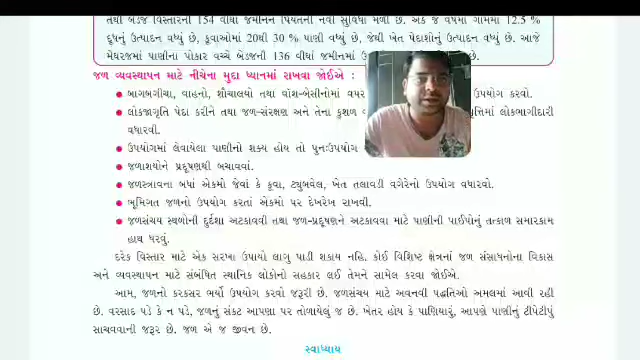 તથા બેડજ વિસ્તારની 154 વીઘા જમીનને પિયતની નવી સુવિધા મળી છે. એક જ વર્ષમાં ગામમાં 12.5 %
દૂધનું ઉત્પાદન વધ્યું છે, કૂવાઓમાં 20થી 30 % પાણી વધ્યું છે, જેથી ખેત પેદાશોનું ઉત્પાદન વધ્યું છે. આજે
મેઘરજમાં પાણીના પોકાર વચ્ચે બેડજની 136 વીઘાં જમીનમાં
જળ વ્યવસ્થાપન માટે નીચેના મુદ્દા ધ્યાનમાં રાખવા જોઈએ :
● બાગબગીચા, વાહનો, શૌચાલયો તથા વૉશ-બેસીનોમાં વપર ઉપયોગ કરવો.
● લોકજાગૃતિ પેદા કરીને તથા જળ-સંરક્ષણ અને તેના કુશળ વ ૃત્તિમાં લોકભાગીદારી
વધારવી.
● ઉપયોગમાં લેવાયેલા પાણીનો શક્ય હોય તો પુનઃઉપયોગ
● જળાશયોને પ્રદૂષણથી બચાવવાં.
● જળસ્ત્રાવના બધાં એકમો જેવાં કે કૂવા, ટ્યુબવેલ, ખેત તલાવડી વગેરેનો ઉપયોગ વધારવો.
● ભૂમિગત જળનો ઉપયોગ કરતાં એકમો પર દેખરેખ રાખવી.
● જળસંચય સ્થળોની દુર્દશા અટકાવવી તથા જળ-પ્રદૂષણને અટકાવવા માટે પાણીની પાઈપોનું તત્કાળ સમારકામ
હાથ ધરવું.
દરેક વિસ્તાર માટે એક સરખા ઉપાયો લાગુ પાડી શકાય નહિ. કોઈ વિશિષ્ટ ક્ષેત્રનાં જળ સંસાધનોના વિકાસ
અને વ્યવસ્થાપન માટે સંબંધિત સ્થાનિક લોકોનો સહકાર લઈ તેમને સામેલ કરવા જોઈએ.
આમ, જળનો કરકસર ભર્યો ઉપયોગ કરવો જરૂરી છે. જળસંચય માટે અવનવી પદ્ધતિઓ અમલમાં આવી રહી
છે. વરસાદ પડે કે ન પડે, જળનું સંકટ આપણા પર તોળાયેલું જ છે. ખેતર હોય કે પાણિયારું, આપણે પાણીનું ટીપેટીપું
સાચવવાની જરૂર છે. જળ એ જ જીવન છે.
સ્વાધ્યાય